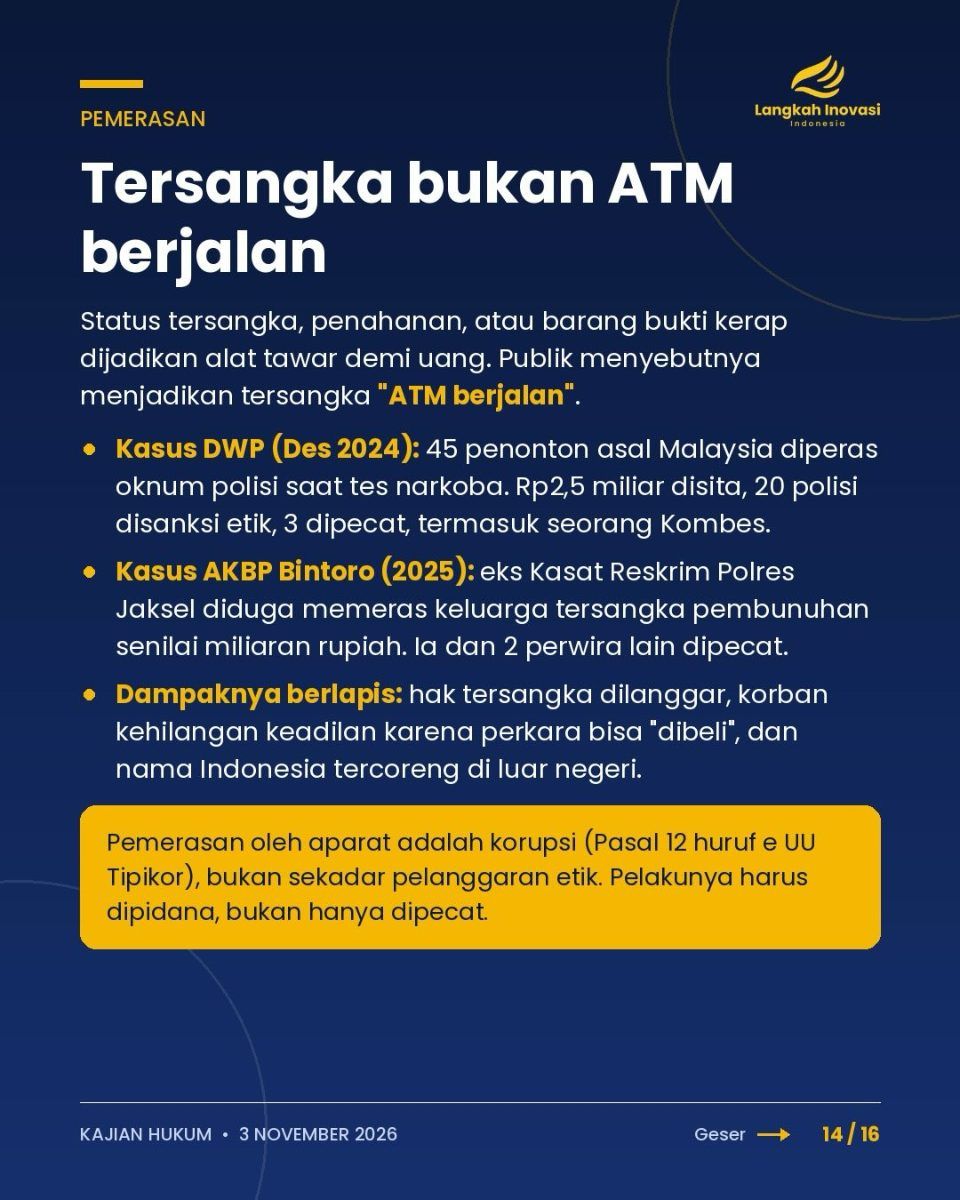 PEMERASAN
Langkah Inovasi
Indonesia
Tersangka bukan ATM
berjalan
Status tersangka, penahanan, atau barang bukti kerap
dijadikan alat tawar demi uang. Publik menyebutnya
menjadikan tersangka "ATM berjalan".
• Kasus DWP (Des 2024): 45 penonton asal Malaysia diperas
oknum polisi saat tes narkoba. Rp2,5 miliar disita, 20 polisi
disanksi etik, 3 dipecat, termasuk seorang Kombes.
• Kasus AKBP Bintoro (2025): eks Kasat Reskrim Polres
Jaksel diduga memeras keluarga tersangka pembunuhan
senilai miliaran rupiah. Ia dan 2 perwira lain dipecat.
• Dampaknya berlapis: hak tersangka dilanggar, korban
kehilangan keadilan karena perkara bisa "dibeli", dan
nama Indonesia tercoreng di luar negeri.
Pemerasan oleh aparat adalah korupsi (Pasal 12 huruf e UU
Tipikor), bukan sekadar pelanggaran etik. Pelakunya harus
dipidana, bukan hanya dipecat.
KAJIAN HUKUM • 3 NOVEMBER 2026
Geser → 14 / 16